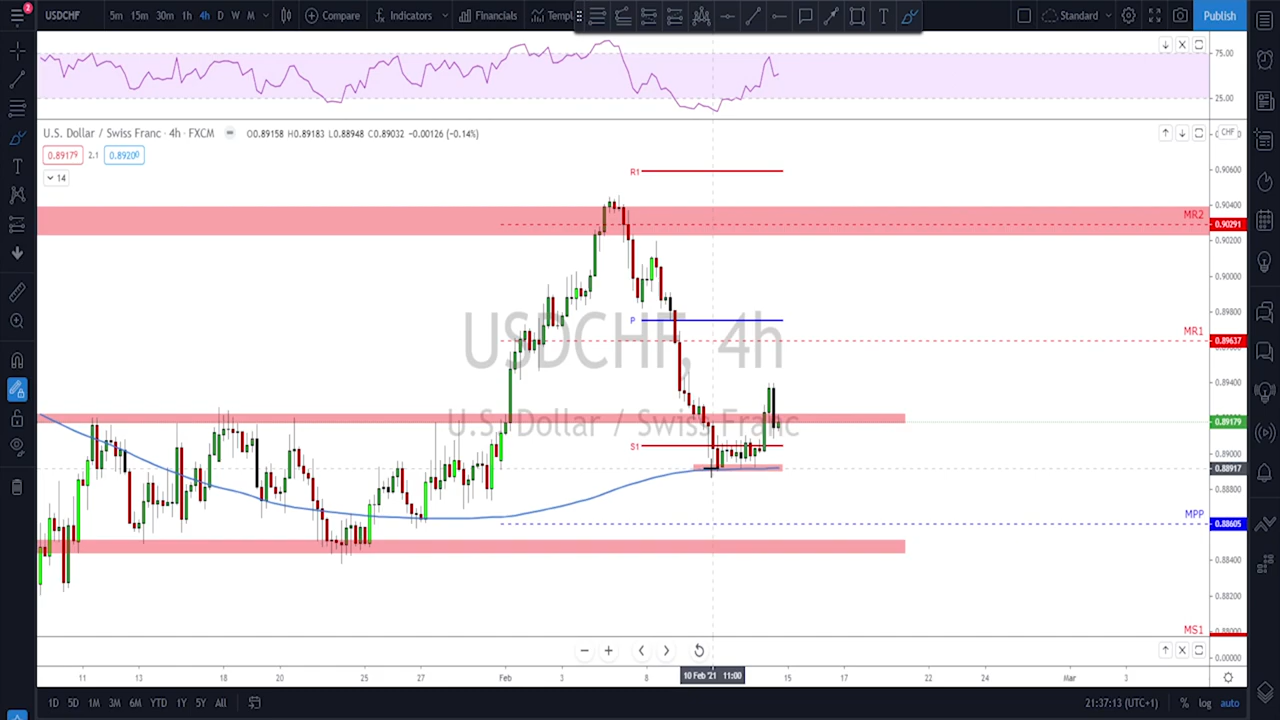 2
USDCHF 5m 15m 30m 1h 4h D W M Compare Indicators Financials Templ T Standard Publish
75.00
25.00
U.S. Dollar / Swiss Franc · 4h · FXCM O0.89158 H0.89183 L0.88948 C0.89032 −0.00126 (−0.14%) CHF
0.89179 2.1 0.89200
14
R1 0.90600
0.90400
MR2
0.90291
0.90200
0.90000
P 0.89800
MR1
USDCHF, 4h 0.89637
0.89400
U.S. Dollar / Swiss Franc 0.89179
S1 0.89000
0.88917
0.88800
MPP
0.88605
0.88400
0.88200
MS1
0.00000
11 13 18 20 25 27 Feb 3 8 10 Feb '21 11:00 15 17 22 24 Mar 3
1D 5D 1M 3M 6M YTD 1Y 5Y All 21:37:13 (UTC+1) % log auto